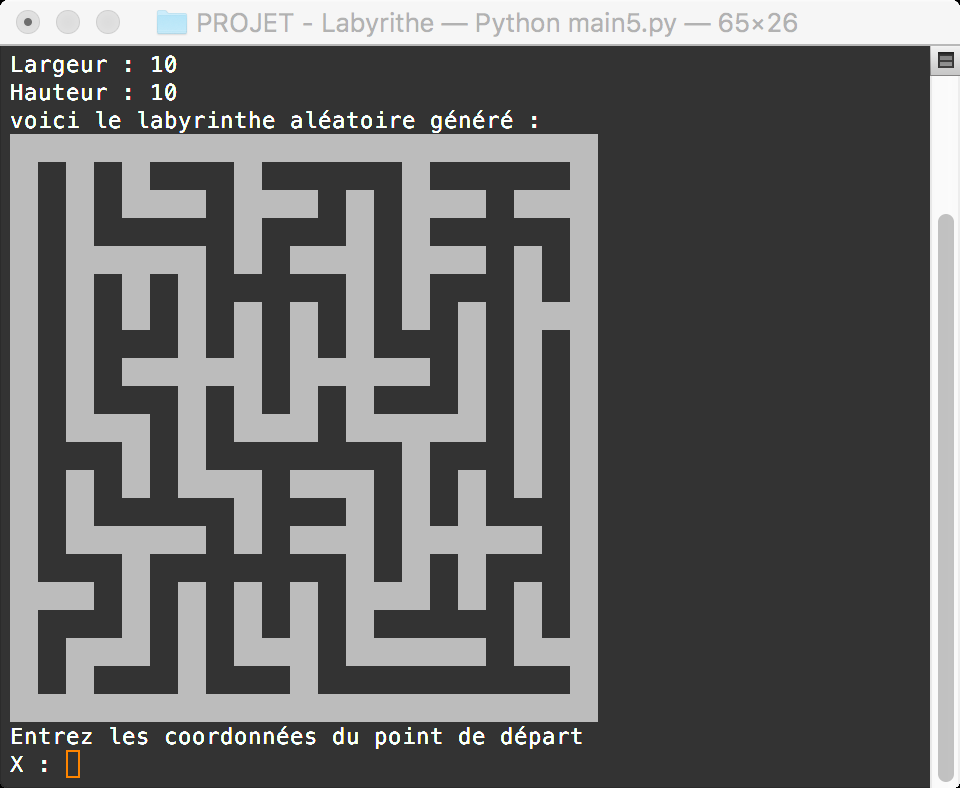 PROJET - Labyrithe — Python main5.py — 65×26
Largeur : 10
Hauteur : 10
voici le labyrinthe aléatoire généré :
Entrez les coordonnées du point de départ
X :